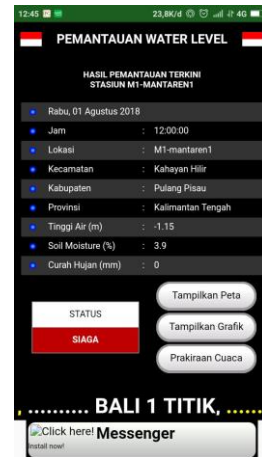 12:45 23,8K/d 4G
PEMANTAUAN WATER LEVEL
HASIL PEMANTAUAN TERKINI
STASIUN M1-MANTAREN1
Rabu, 01 Agustus 2018
Jam : 12:00:00
Lokasi : M1-mantaren1
Kecamatan : Kahayan Hilir
Kabupaten : Pulang Pisau
Provinsi : Kalimantan Tengah
Tinggi Air (m) : -1.15
Soil Moisture (%) : 3.9
Curah Hujan (mm) : 0
STATUS
SIAGA
Tampilkan Peta
Tampilkan Grafik
Prakiraan Cuaca
, .......... BALI 1 TITIK, ......
Click here! Messenger
Install now!